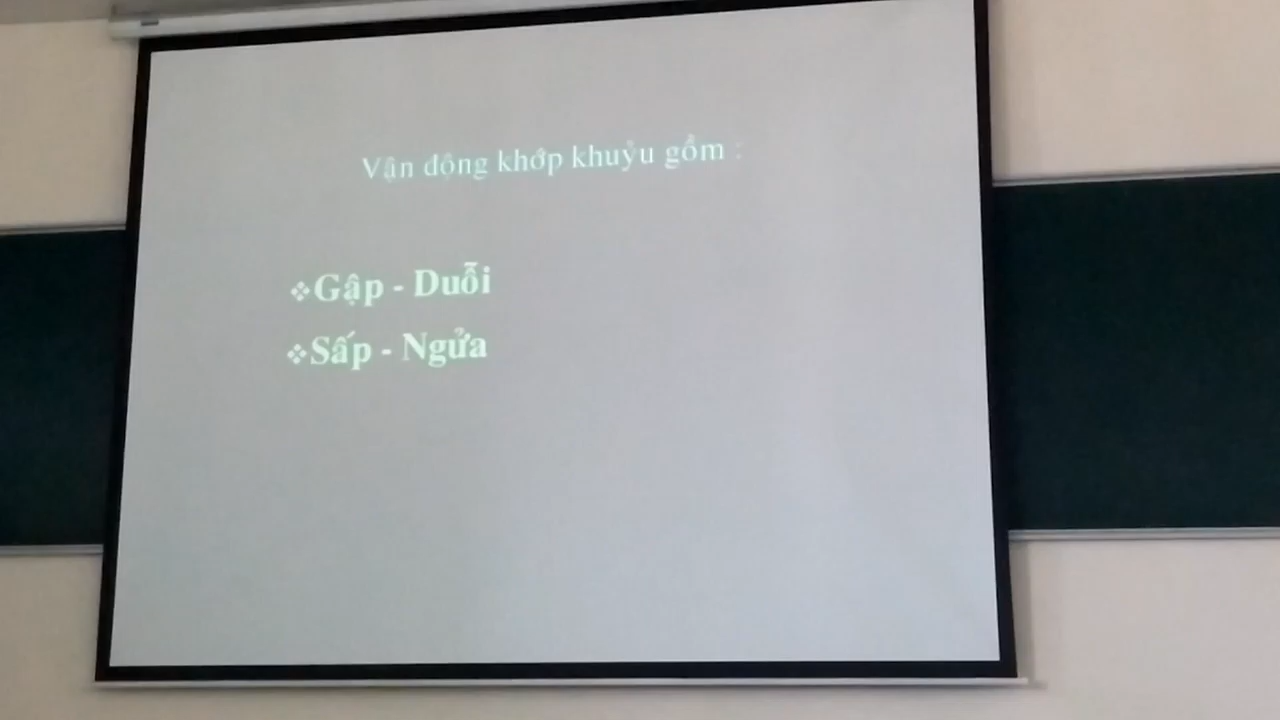 Vận động khớp khuỷu gồm :
❖Gập - Duỗi
❖Sấp - Ngửa